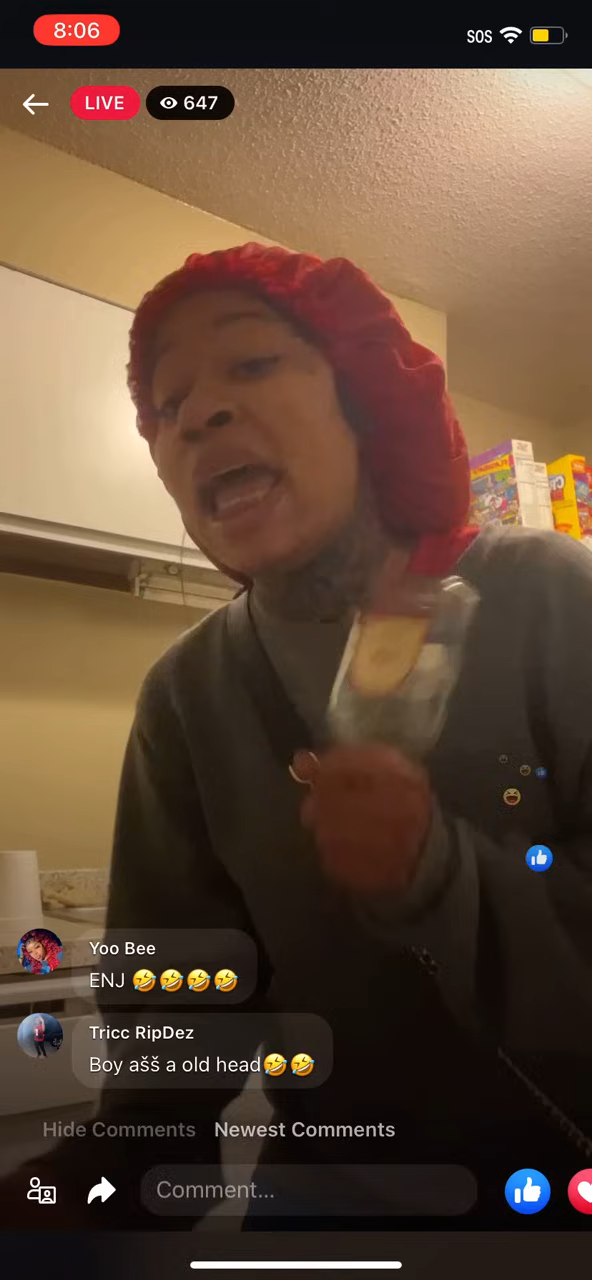 8:06
SOS
LIVE
647
Yoo Bee
ENJ 🤣🤣🤣🤣
Tricc RipDez
Boy ašš a old head🤣🤣
Hide Comments
Newest Comments
Comment...